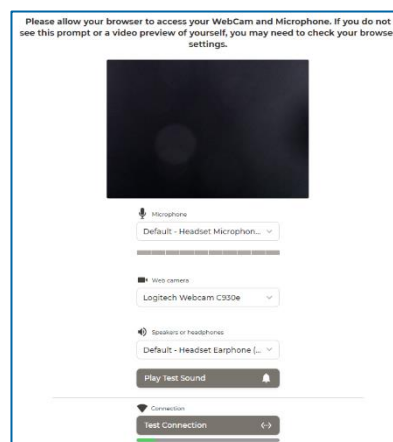 Please allow your browser to access your WebCam and Microphone. If you do not
see this prompt or a video preview of yourself, you may need to check your browse
settings.
Microphone
Default - Headset Microphon...
Web camera
Logitech Webcam C930e
Speakers or headphones
Default - Headset Earphone (...
Play Test Sound
Connection
Test Connection